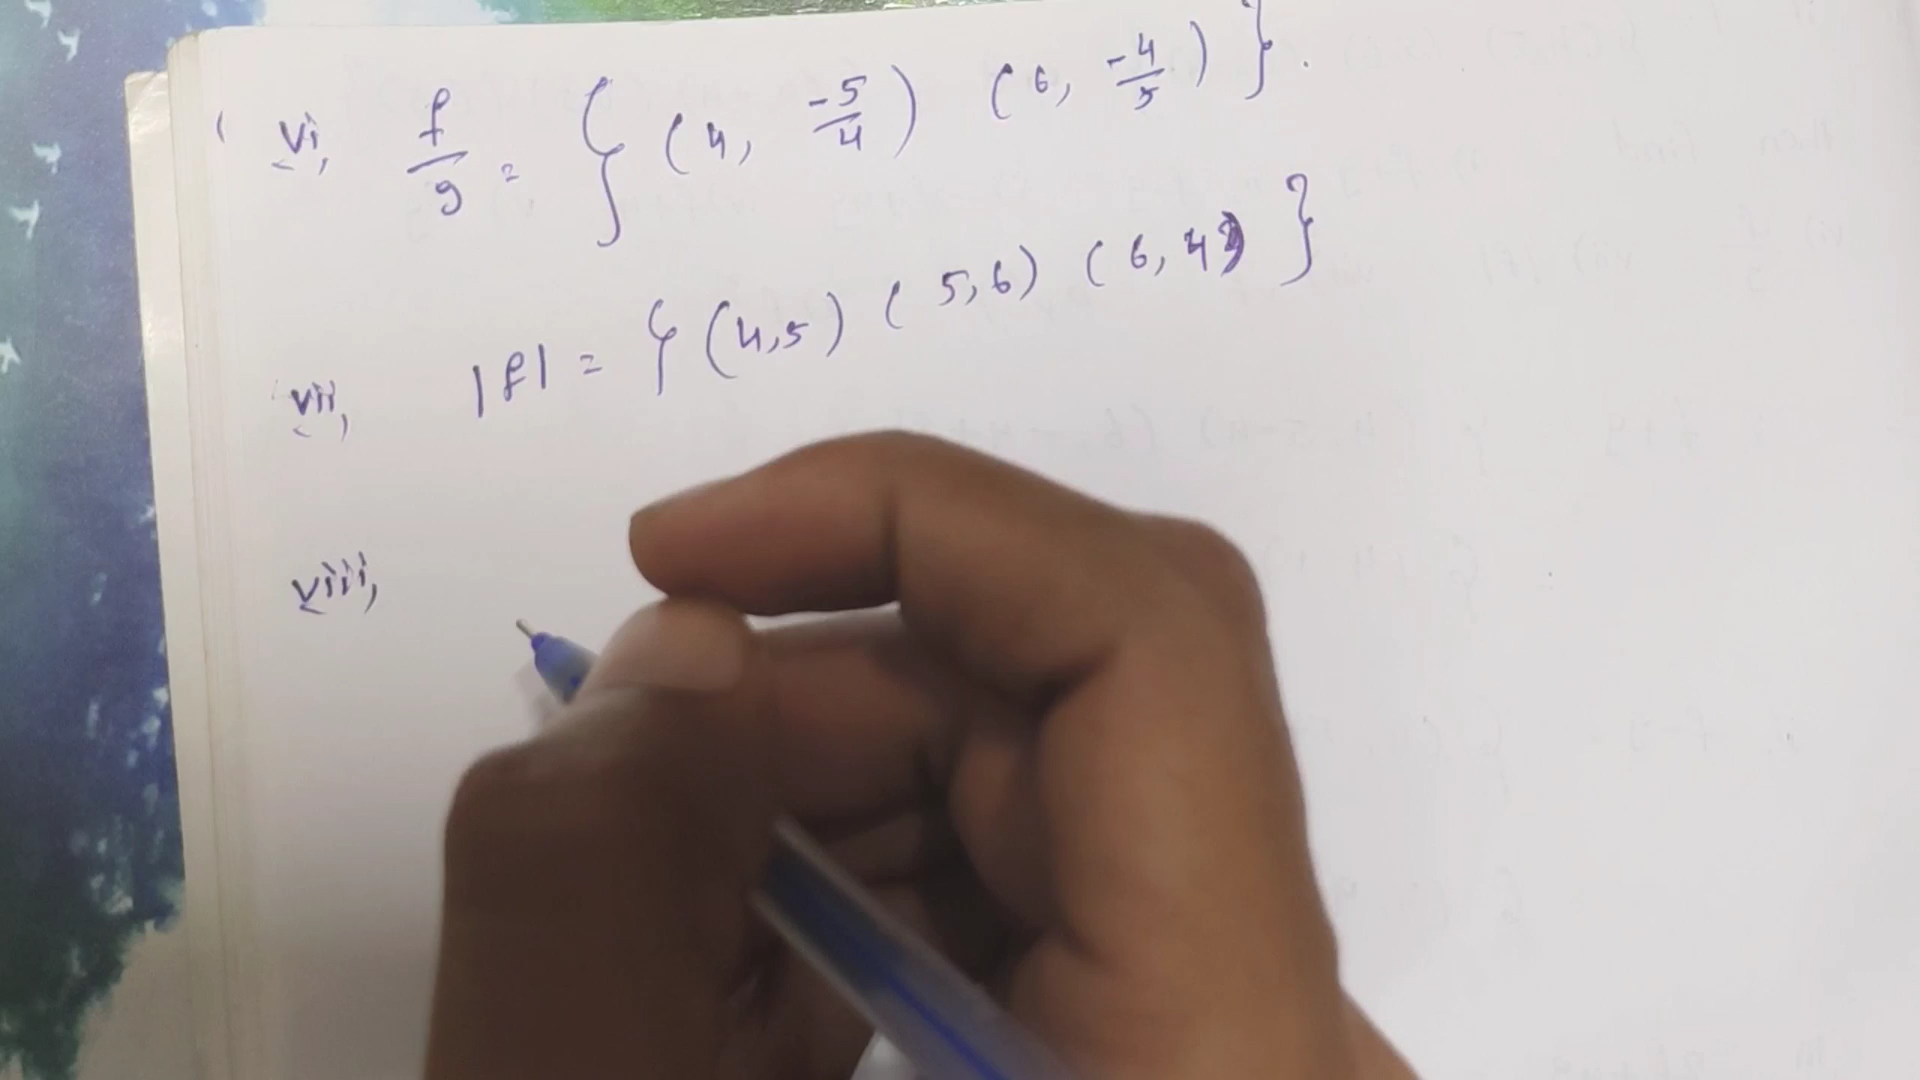 vi, f/g = { (4, -5/4) (6, -4/5) }.
vii, |f| = { (4,5) (5,6) (6,4) }
viii,